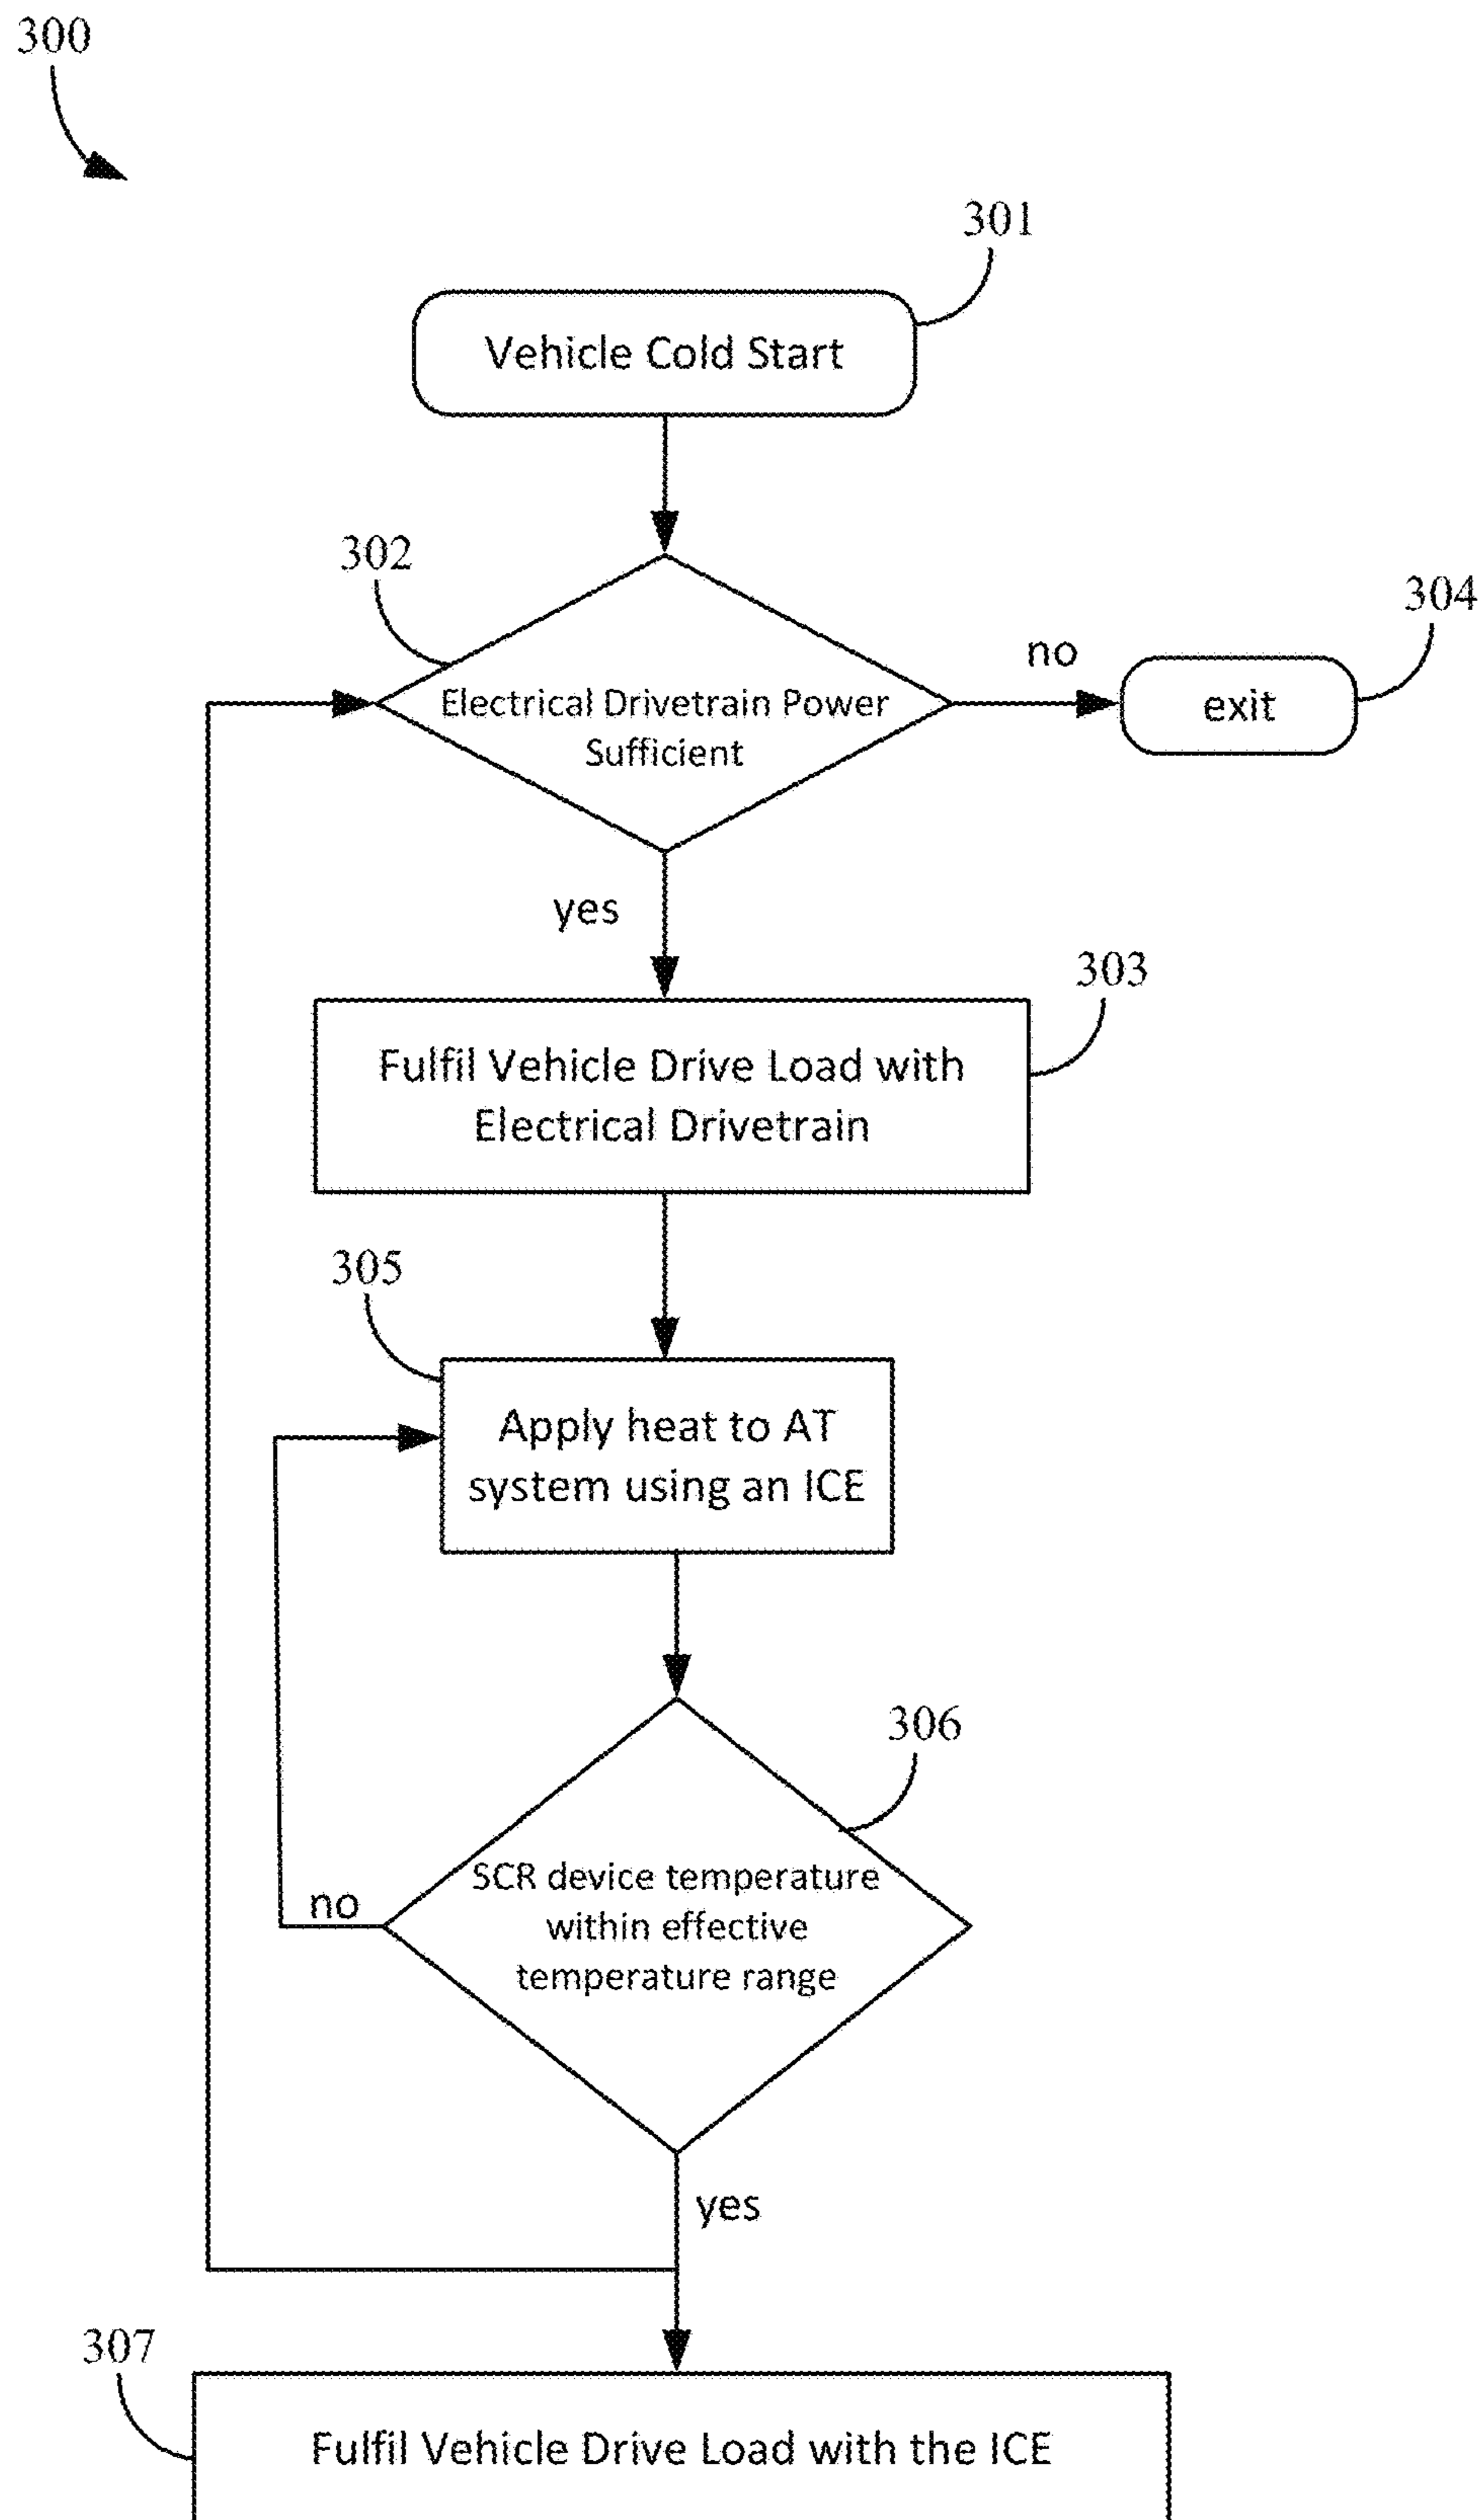 300
301
Vehicle Cold Start
302
304
no
exit
Electrical Drivetrain Power
Sufficient
yes
303
Fulfil Vehicle Drive Load with
Electrical Drivetrain
305
Apply heat to AT
system using an ICE
306
SCR device temperature
within effective
temperature range
no
yes
307
Fulfil Vehicle Drive Load with the ICE